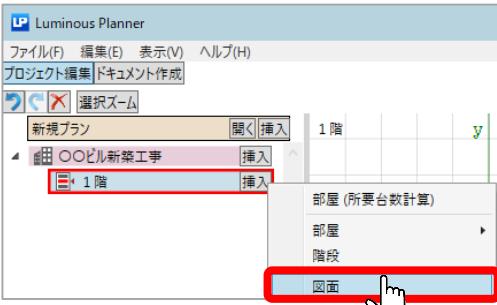 LP Luminous Planner
ファイル(F) 編集(E) 表示(V) ヘルプ(H)
プロジェクト編集 ドキュメント作成
選択ズーム
新規プラン 開く 挿入 1階 y
〇〇ビル新築工事 挿入
1階 挿入
部屋 (所要台数計算)
部屋
階段
図面